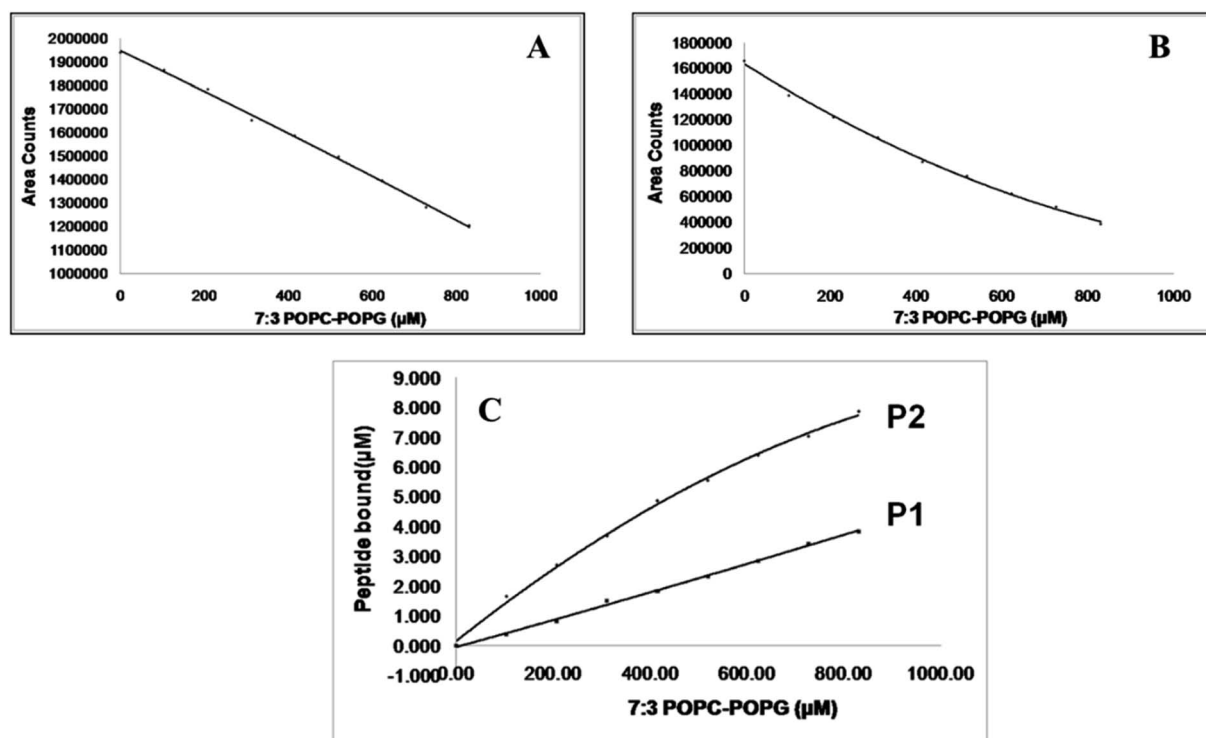 A
2000000
1900000
1800000
1700000
1600000
1500000
1400000
1300000
1200000
1100000
1000000
Area Counts
0 200 400 600 800 1000
7:3 POPC-POPG (µM)
B
1800000
1600000
1400000
1200000
1000000
800000
600000
400000
200000
0
Area Counts
0 200 400 600 800 1000
7:3 POPC-POPG (µM)
C
9.000
8.000
7.000
6.000
5.000
4.000
3.000
2.000
1.000
0.000
-1.000
Peptide bound(µM)
P2
P1
0.00 200.00 400.00 600.00 800.00 1000.00
7:3 POPC-POPG (µM)